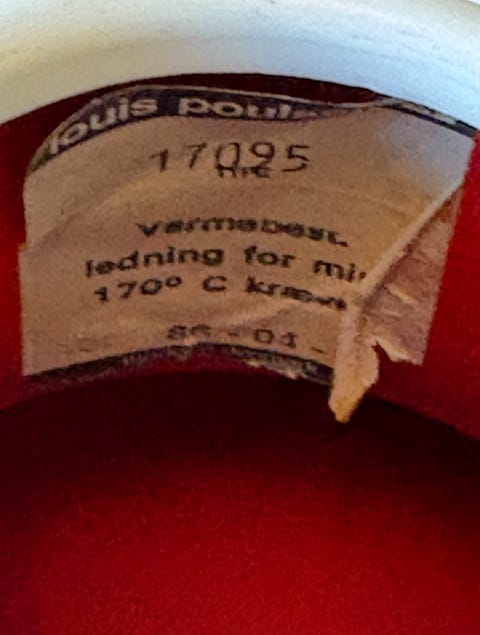 louis poul
17095
Varmebest.
ledning for mi
170° C kræv
86-04-